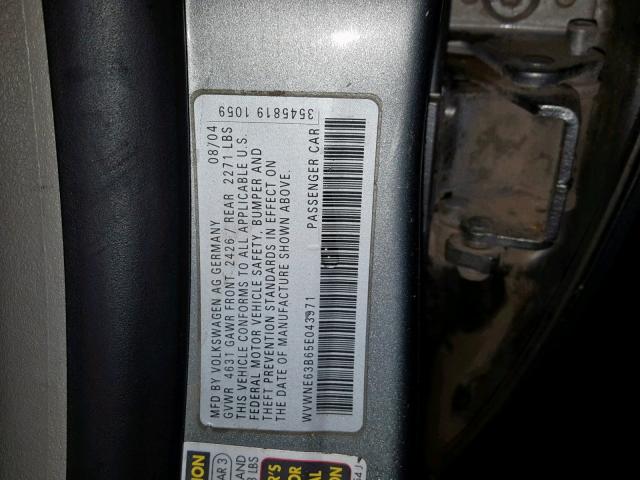 MFD BY VOLKSWAGEN AG GERMANY 08/04
GVWR 4631 GAWR FRONT 2426 / REAR 2271 LBS
THIS VEHICLE CONFORMS TO ALL APPLICABLE U.S.
FEDERAL MOTOR VEHICLE SAFETY, BUMPER AND
THEFT PREVENTION STANDARDS IN EFFECT ON
THE DATE OF MANUFACTURE SHOWN ABOVE.
WVWNE63B65E043971 PASSENGER CAR
3545819 1059
AND
LBS